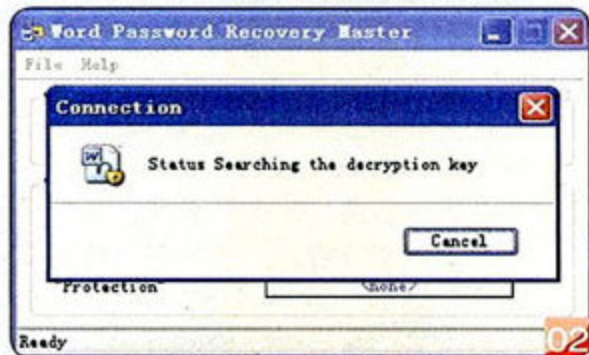 Word Password Recovery Master
File Help
Connection
Status Searching the decryption key
Cancel
Protection
<none>
Ready
02